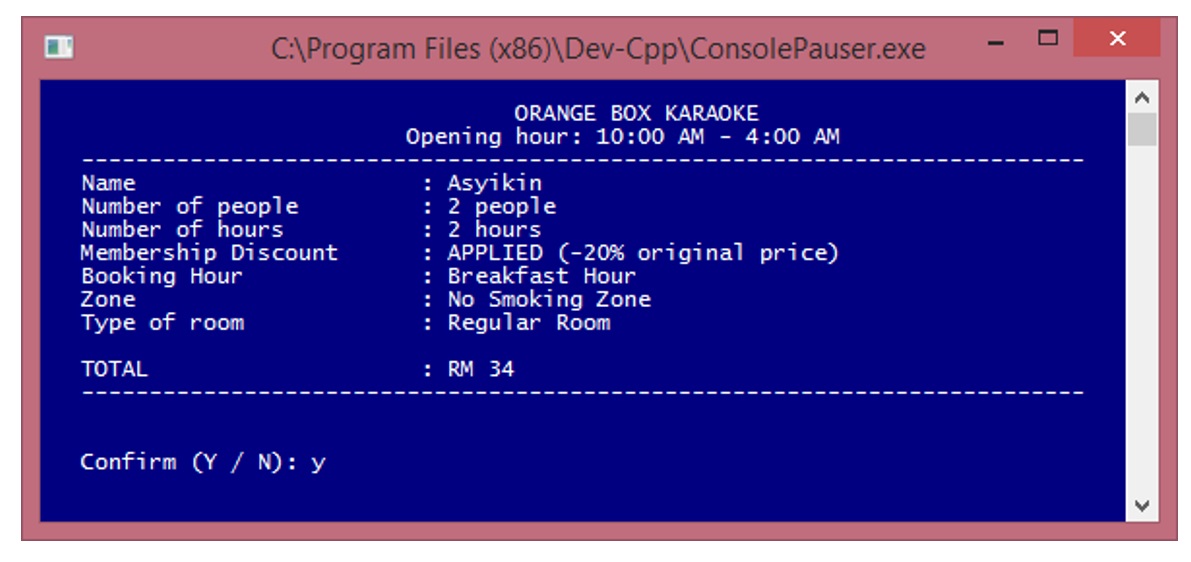 C:\Program Files (x86)\Dev-Cpp\ConsolePauser.exe
ORANGE BOX KARAOKE
Opening hour: 10:00 AM - 4:00 AM
--------------------------------------------------------------------------
Name : Asyikin
Number of people : 2 people
Number of hours : 2 hours
Membership Discount : APPLIED (-20% original price)
Booking Hour : Breakfast Hour
Zone : No Smoking Zone
Type of room : Regular Room
TOTAL : RM 34
--------------------------------------------------------------------------
Confirm (Y / N): y